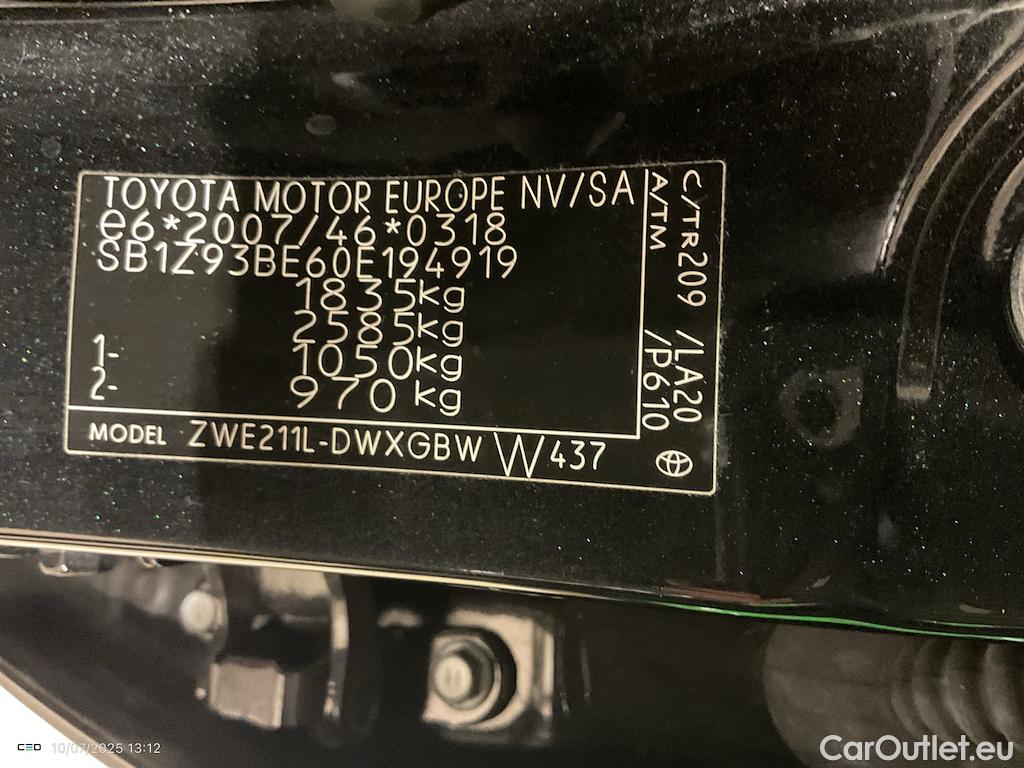 TOYOTA MOTOR EUROPE NV/SA
e6*2007/46*0318
SB1Z93BE60E194919
1835kg
2585kg
1- 1050kg
2- 970kg
MODEL ZWE211L-DWXGBW W437
C/TR209 /LA20
A/TM /P610
CED 10/07/2025 13:12
CarOutlet.eu